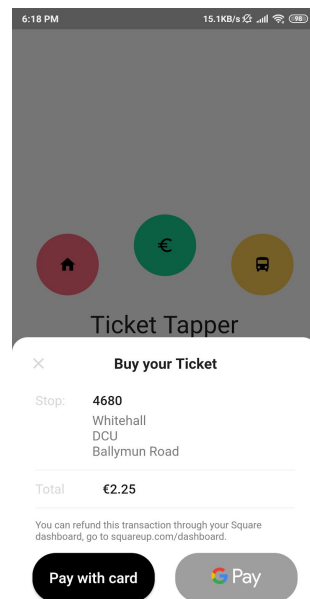 6:18 PM 15.1KB/s 98
€
Ticket Tapper
Buy your Ticket
Stop: 4680
Whitehall
DCU
Ballymun Road
Total €2.25
You can refund this transaction through your Square
dashboard, go to squareup.com/dashboard.
Pay with card G Pay